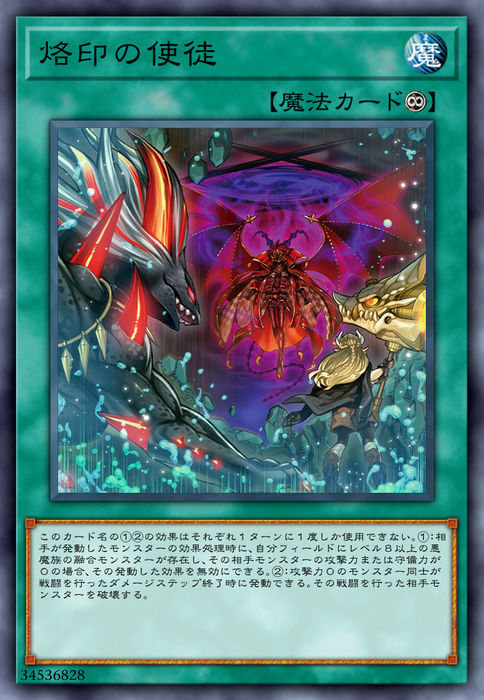 烙印の使徒
魔
【魔法カード】
このカード名の①②の効果はそれぞれ１ターンに１度しか使用できない。①：相
手が発動したモンスターの効果処理時に、自分フィールドにレベル８以上の悪
魔族の融合モンスターが存在し、その相手モンスターの攻撃力または守備力が
０の場合、その発動した効果を無効にできる。②：攻撃力０のモンスター同士が
戦闘を行ったダメージステップ終了時に発動できる。その戦闘を行った相手モ
ンスターを破壊する。
34536828